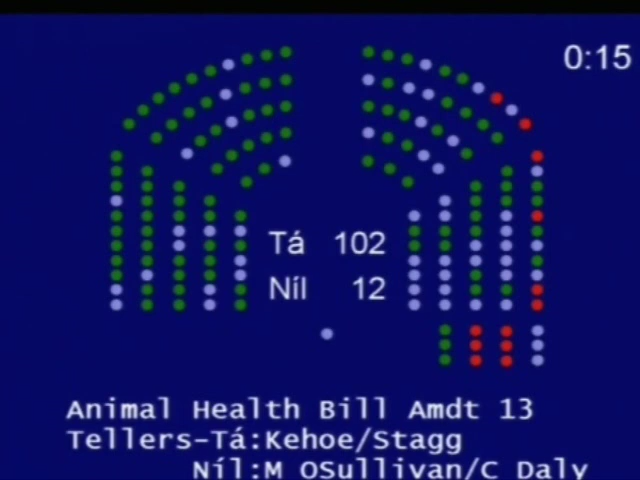 0:15
Tá 102
Níl 12
Animal Health Bill Amdt 13
Tellers-Tá:Kehoe/Stagg
Níl:M OSullivan/C Daly